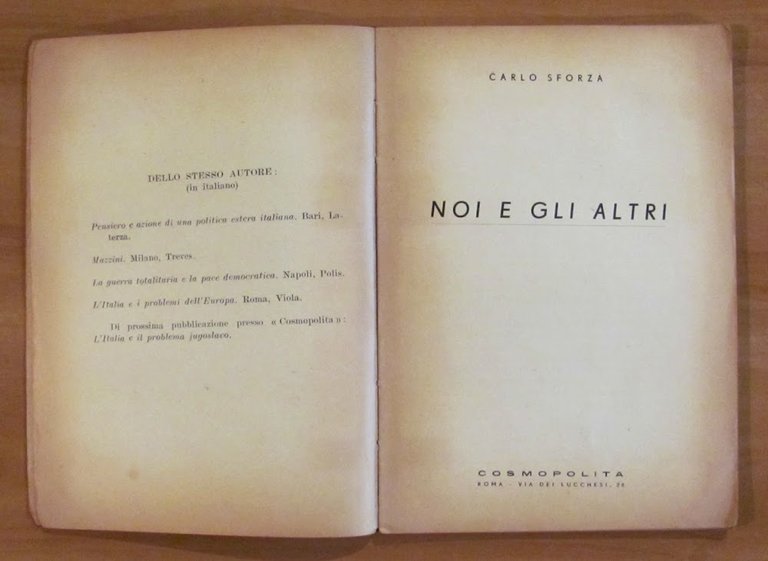 DELLO STESSO AUTORE:
(in italiano)
Pensiero e azione di una politica estera italiana. Bari, La-
terza.
Mazzini. Milano, Treves.
La guerra totalitaria e la pace democratica. Napoli, Polis.
L'Italia e i problemi dell'Europa. Roma, Viola.
Di prossima pubblicazione presso « Cosmopolita »:
L'Italia e il problema jugoslavo.
CARLO SFORZA
NOI E GLI ALTRI
COSMOPOLITA
ROMA - VIA DEI LUCCHESI, 26